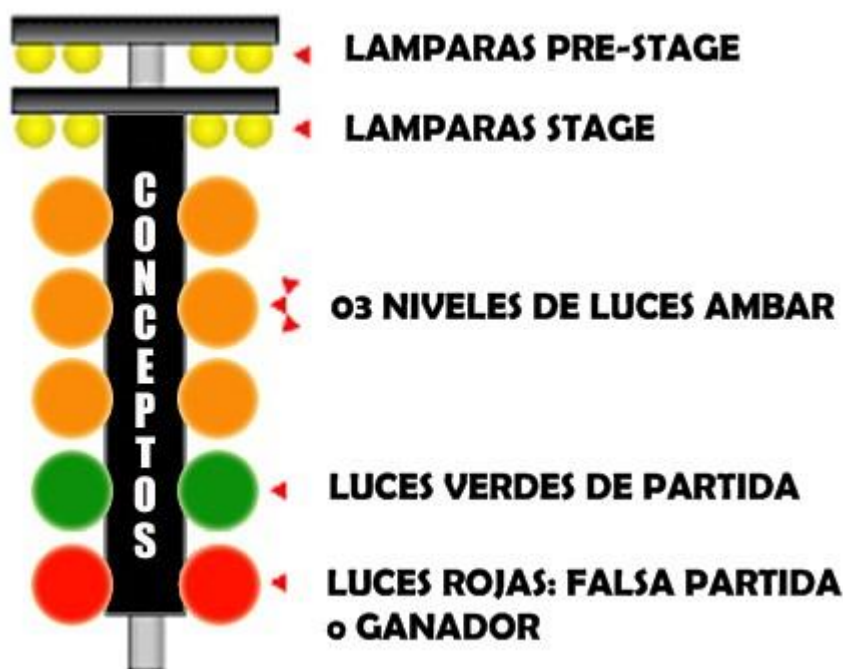 LAMPARAS PRE-STAGE
LAMPARAS STAGE
CONCEPTOS
03 NIVELES DE LUCES AMBAR
LUCES VERDES DE PARTIDA
LUCES ROJAS: FALSA PARTIDA
o GANADOR